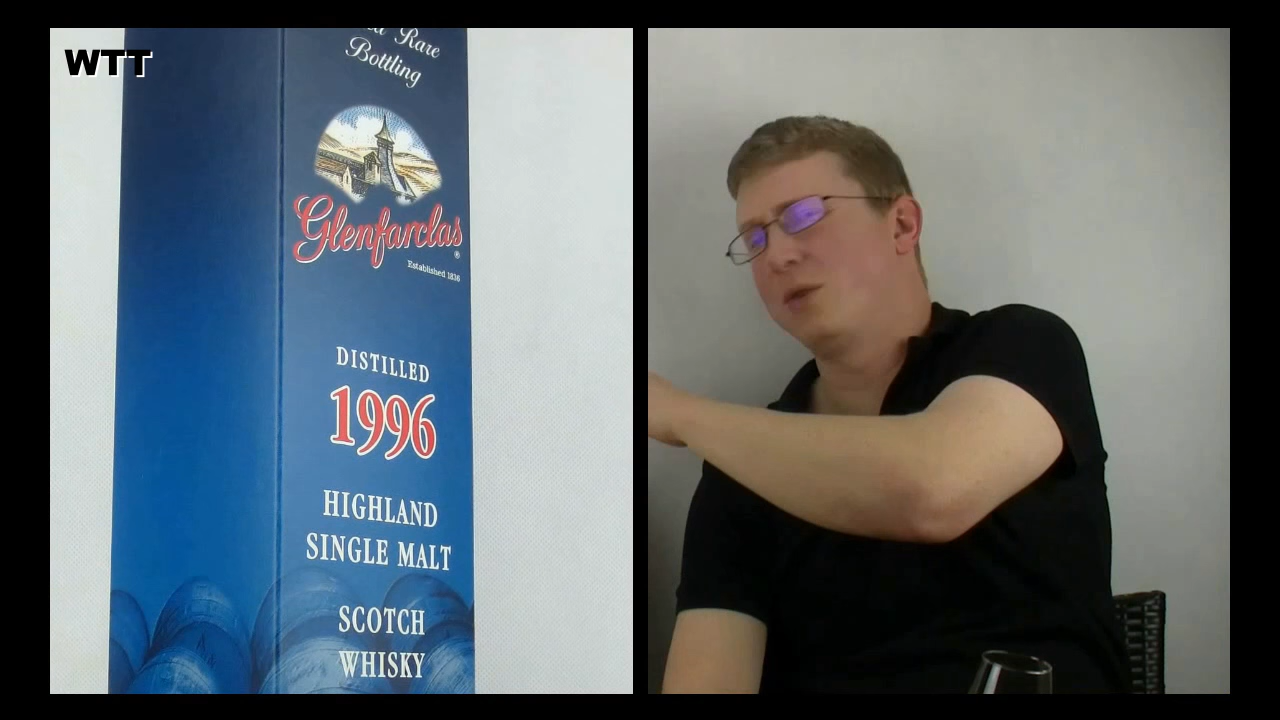 WTT
Rare
Bottling
Glenfarclas
®
Established 1836
DISTILLED
1996
HIGHLAND
SINGLE MALT
SCOTCH
WHISKY